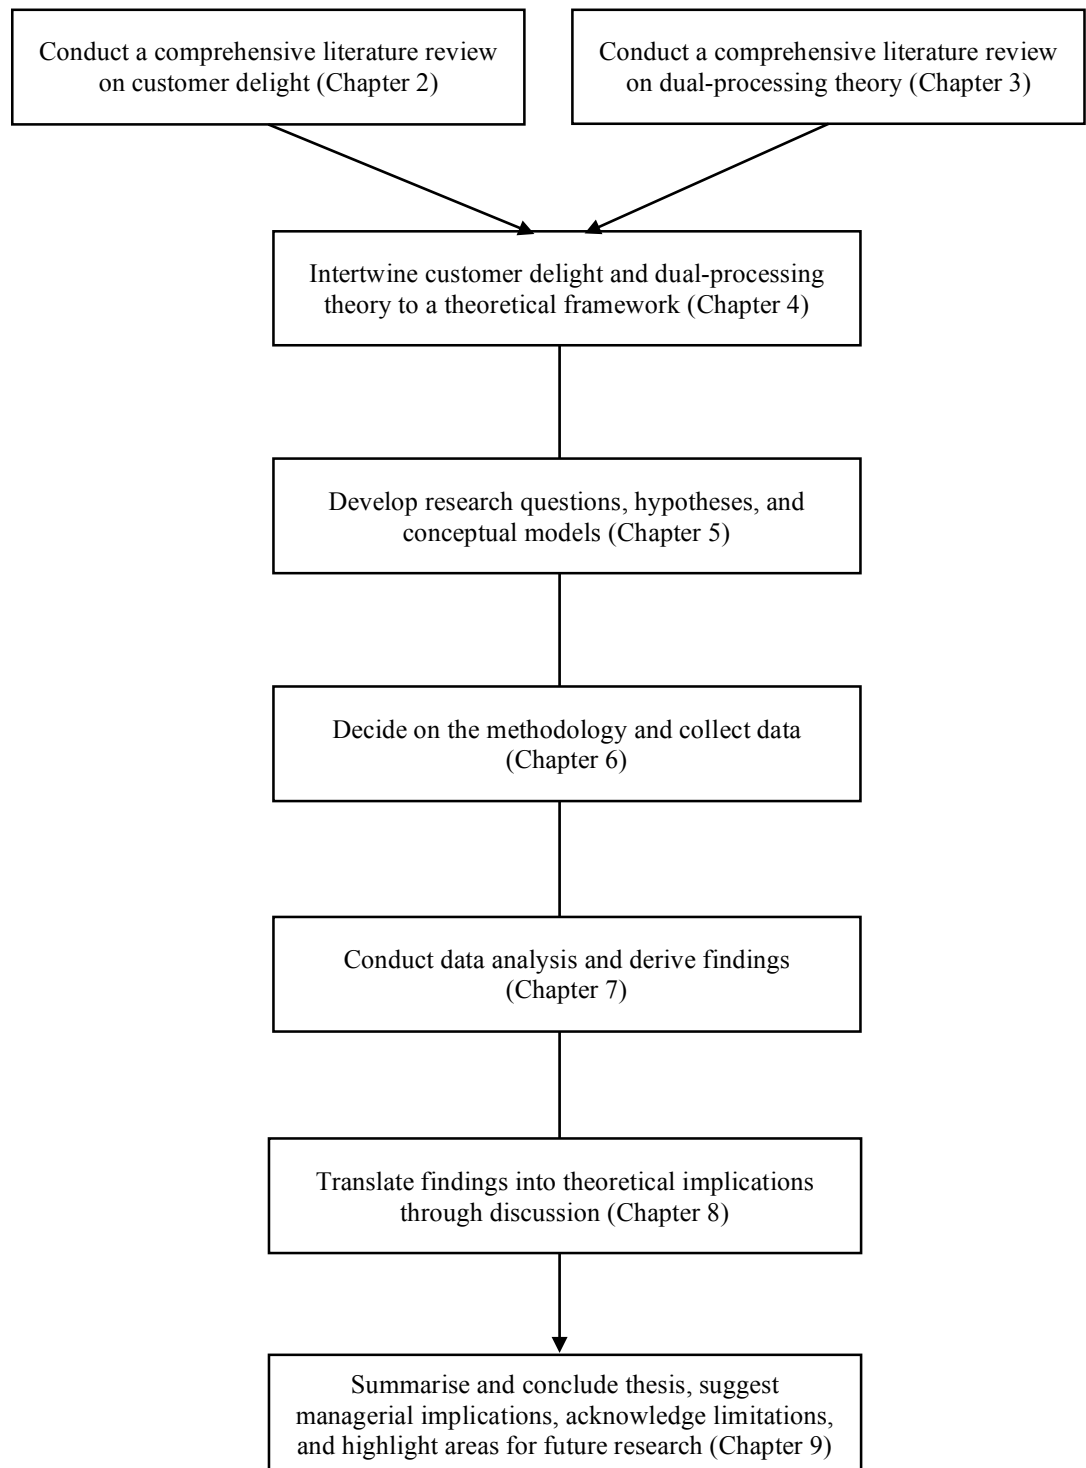 Conduct a comprehensive literature review
on customer delight (Chapter 2)
Conduct a comprehensive literature review
on dual-processing theory (Chapter 3)
Intertwine customer delight and dual-processing
theory to a theoretical framework (Chapter 4)
Develop research questions, hypotheses, and
conceptual models (Chapter 5)
Decide on the methodology and collect data
(Chapter 6)
Conduct data analysis and derive findings
(Chapter 7)
Translate findings into theoretical implications
through discussion (Chapter 8)
Summarise and conclude thesis, suggest
managerial implications, acknowledge limitations,
and highlight areas for future research (Chapter 9)